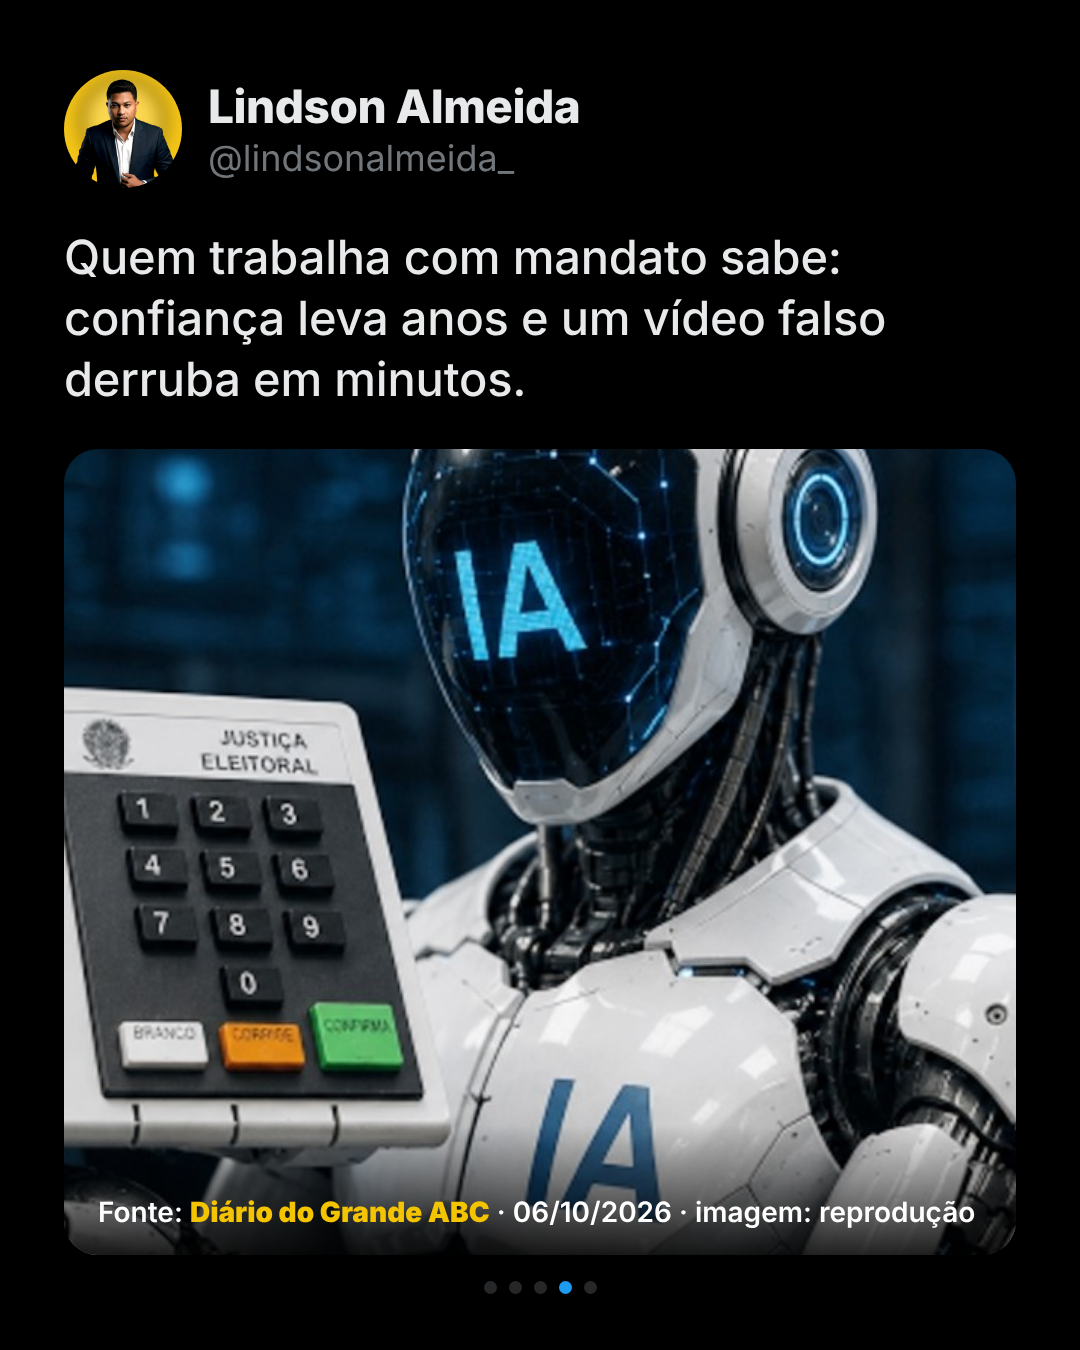 Lindson Almeida
@lindsonalmeida_
Quem trabalha com mandato sabe:
confiança leva anos e um vídeo falso
derruba em minutos.
IA
JUSTIÇA
ELEITORAL
1 2 3
4 5 6
7 8 9
0
BRANCO CORRIGE CONFIRMA
IA
Fonte: Diário do Grande ABC · 06/10/2026 · imagem: reprodução